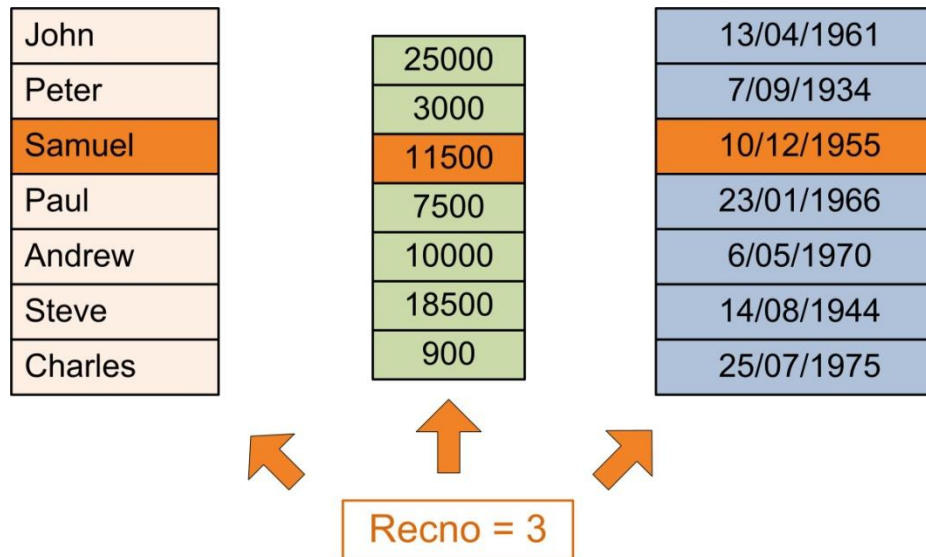 John
Peter
Samuel
Paul
Andrew
Steve
Charles
25000
3000
11500
7500
10000
18500
900
13/04/1961
7/09/1934
10/12/1955
23/01/1966
6/05/1970
14/08/1944
25/07/1975
Recno = 3